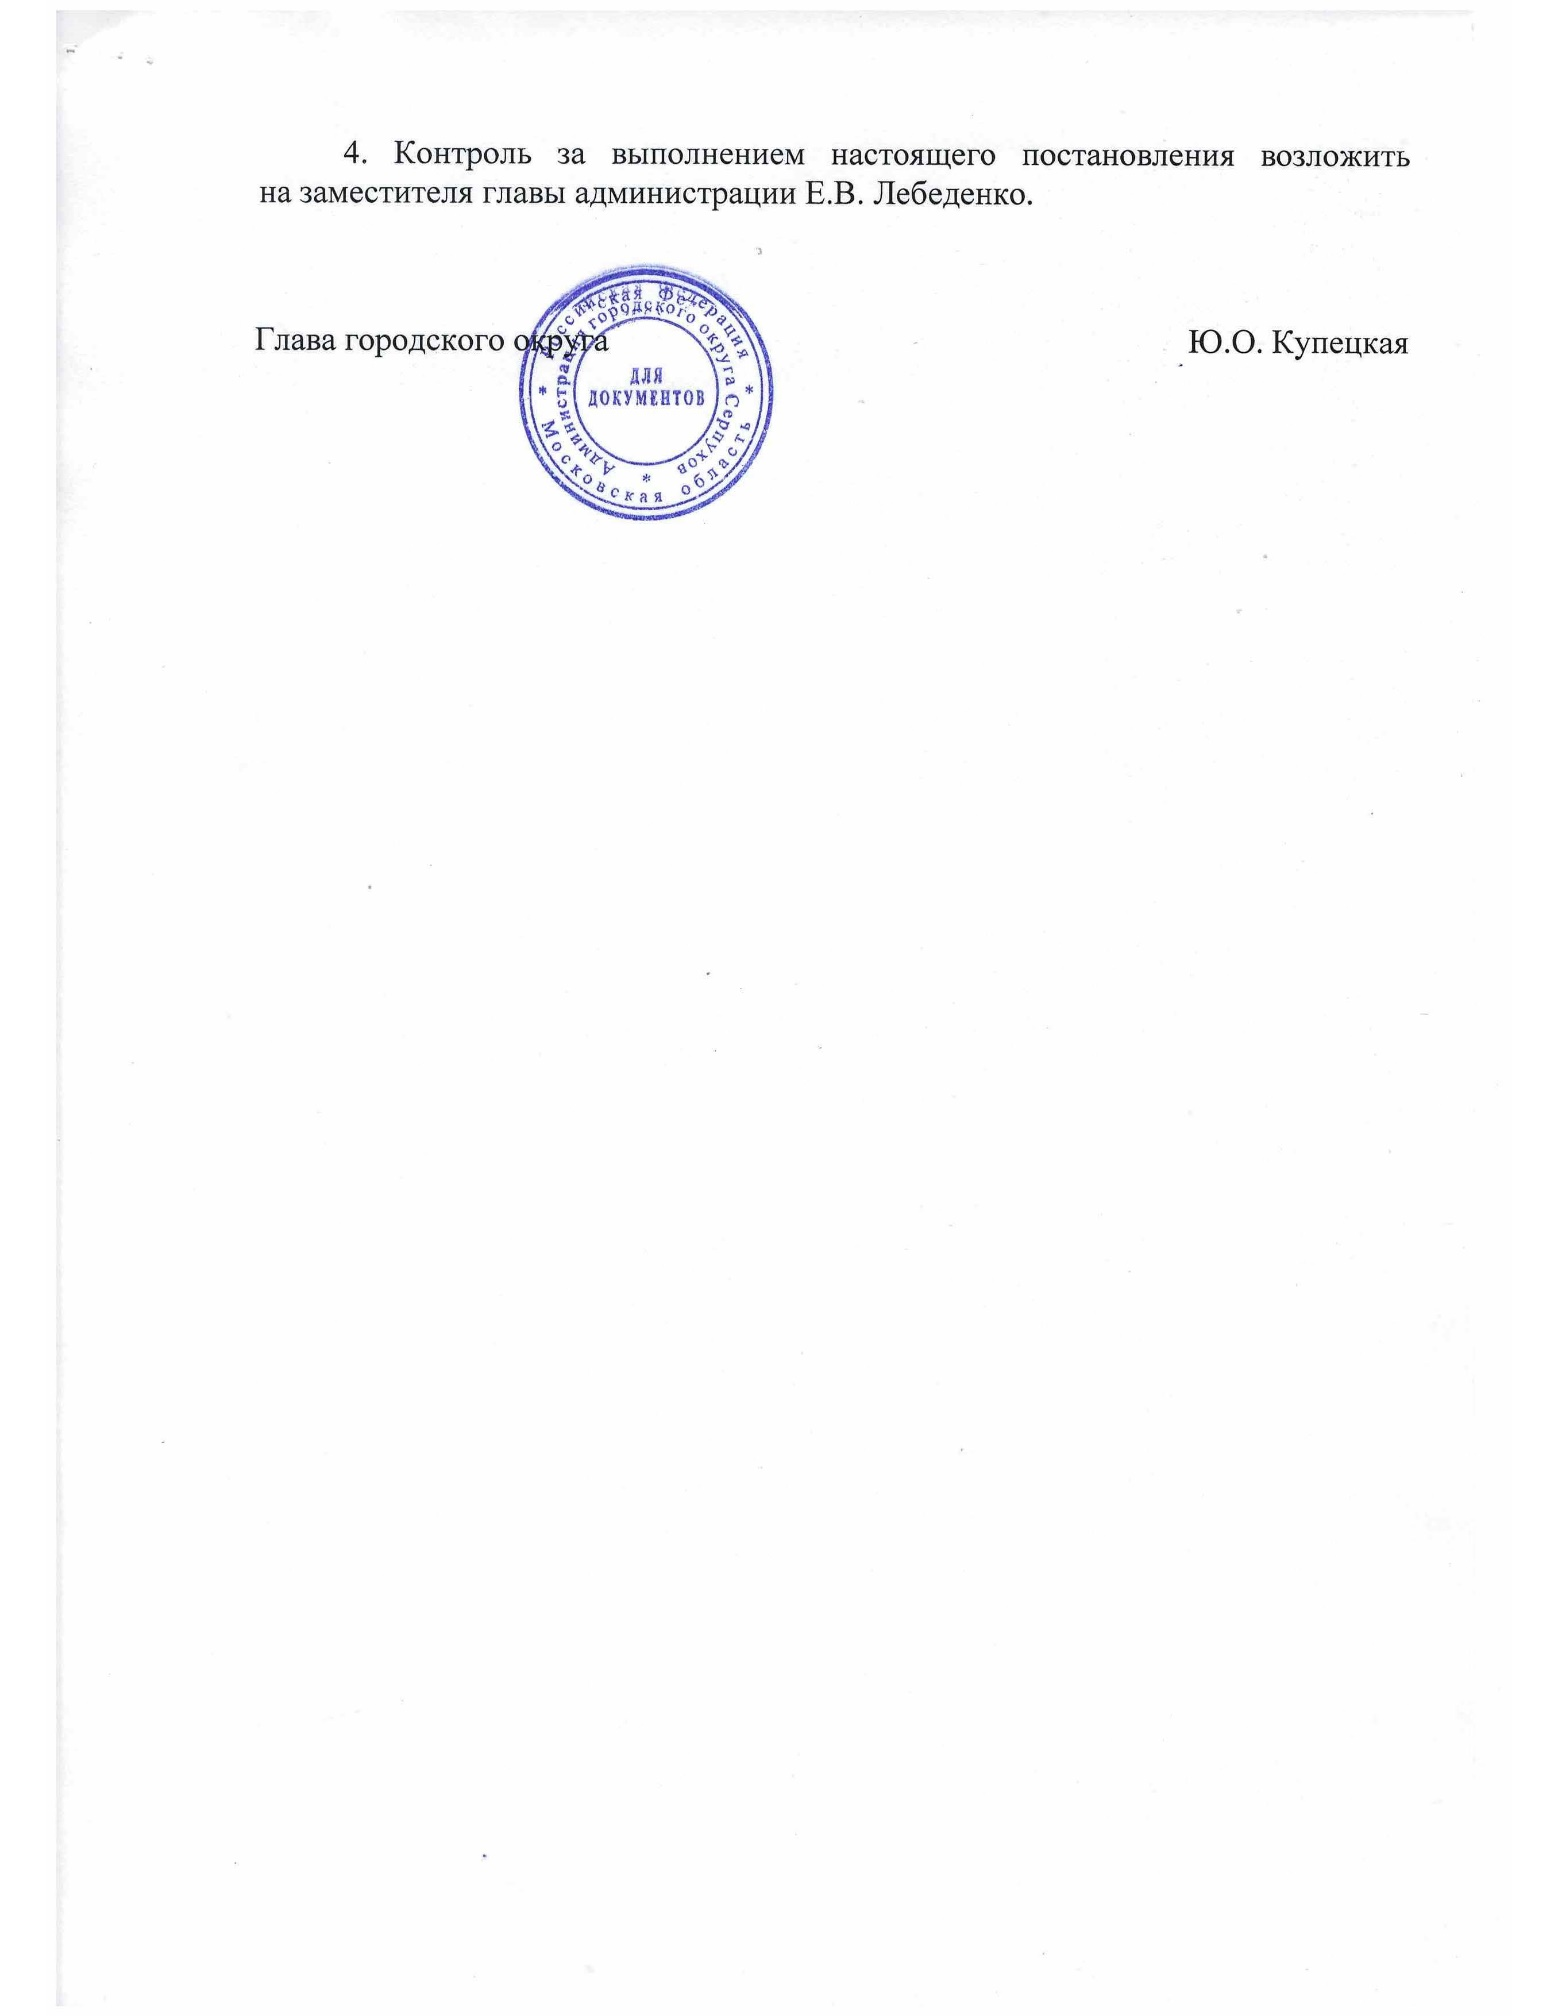 4. Контроль за выполнением настоящего постановления возложить
на заместителя главы администрации Е.В. Лебеденко.
Глава городского округа
Ю.О. Купецкая
Российская Федерация
* Московская область *
Администрация городского округа Серпухов
*
ДЛЯ
ДОКУМЕНТОВ